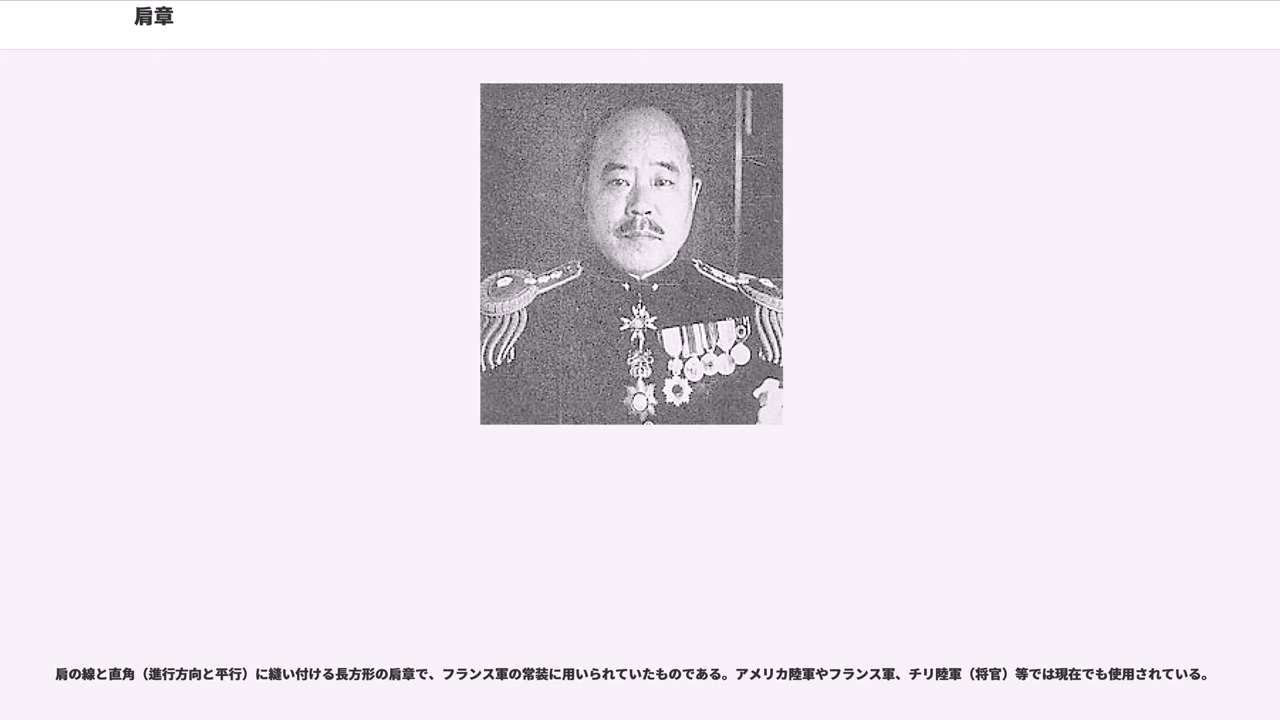 肩章
肩の線と直角（進行方向と平行）に縫い付ける長方形の肩章で、フランス軍の常装に用いられていたものである。アメリカ陸軍やフランス軍、チリ陸軍（将官）等では現在でも使用されている。